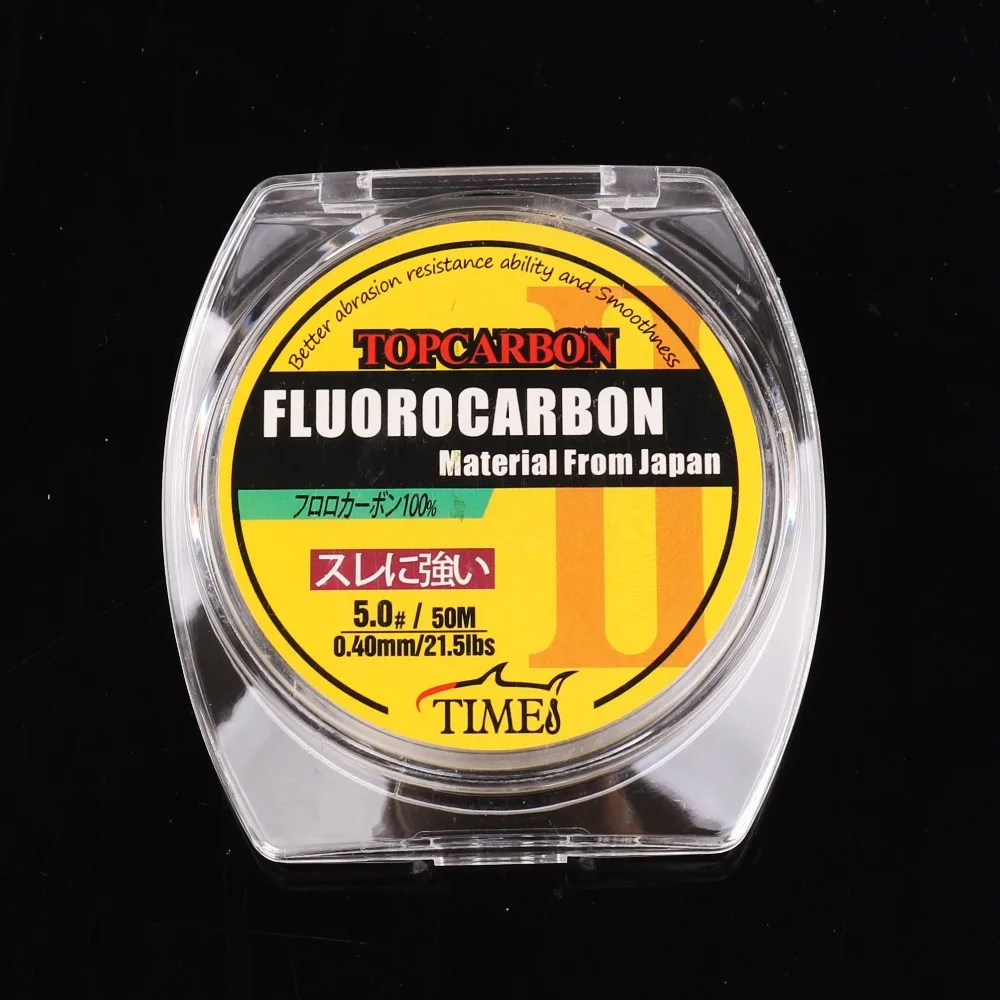 Better abrasion resistance ability and Smoothness
TOPCARBON
FLUOROCARBON
Material From Japan
フロロカーボン100%
スレに強い
II
5.0# / 50M
0.40mm/21.5lbs
TIMES